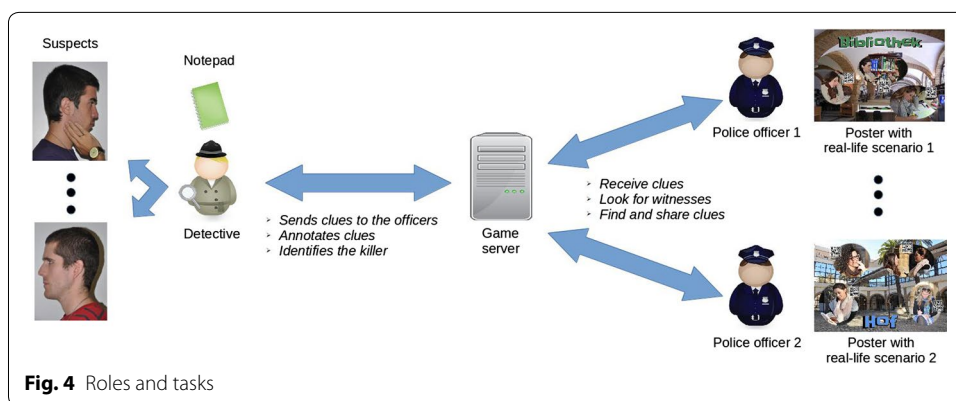 Suspects
Notepad
Detective
➢ Sends clues to the officers
➢ Annotates clues
➢ Identifies the killer
Game
server
➢ Receive clues
➢ Look for witnesses
➢ Find and share clues
Police officer 1
Bibliothek
Poster with
real-life scenario 1
Police officer 2
Hof
Poster with
real-life scenario 2
Fig. 4 Roles and tasks